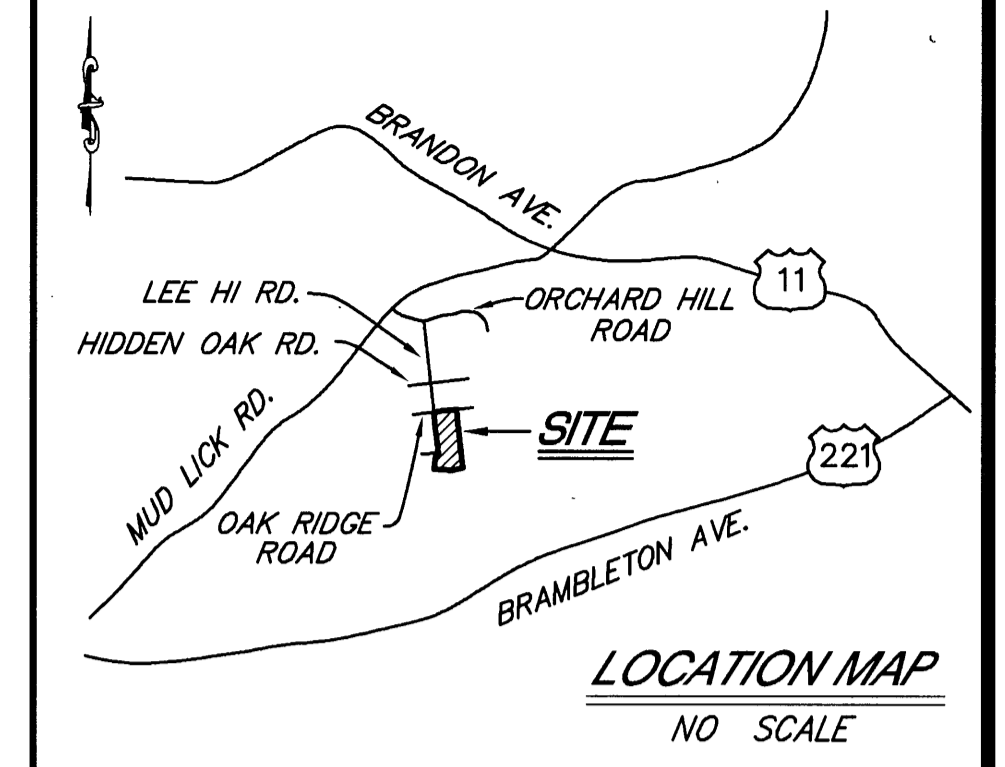 BRANDON AVE.
11
LEE HI RD.
ORCHARD HILL
ROAD
HIDDEN OAK RD.
SITE
MUD LICK RD.
221
OAK RIDGE
ROAD
BRAMBLETON AVE.
LOCATION MAP
NO SCALE